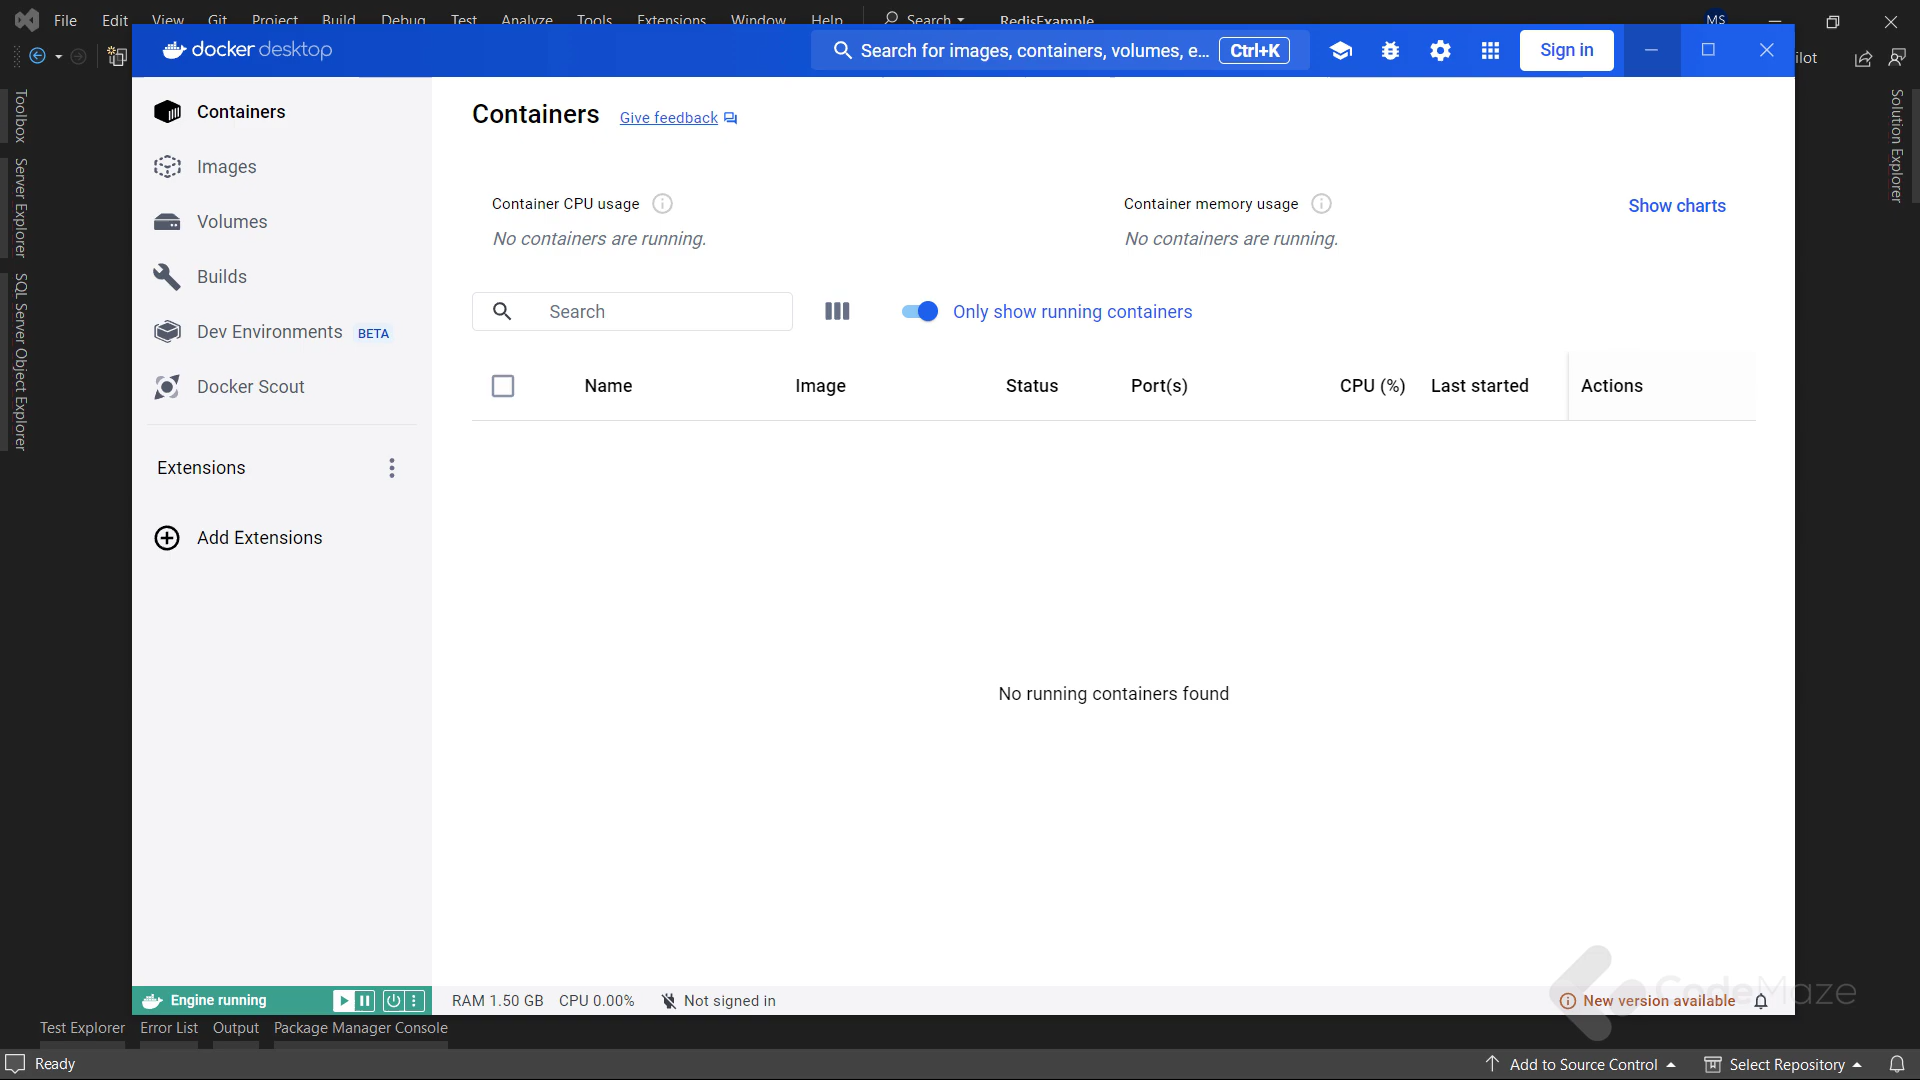 File Edit View Git Project Build Debug Test Analyze Tools Extensions Window Help Search RedisExample MS
docker desktop
Search for images, containers, volumes, e... Ctrl+K
Sign in
ilot
Toolbox
Server Explorer
SQL Server Object Explorer
Solution Explorer
Containers
Images
Volumes
Builds
Dev Environments BETA
Docker Scout
Extensions
Add Extensions
Containers Give feedback
Container CPU usage
No containers are running.
Container memory usage
No containers are running.
Show charts
Search
Only show running containers
Name Image Status Port(s) CPU (%) Last started Actions
No running containers found
Engine running
RAM 1.50 GB CPU 0.00% Not signed in
New version available
CodeMaze
Test Explorer Error List Output Package Manager Console
Ready
Add to Source Control Select Repository